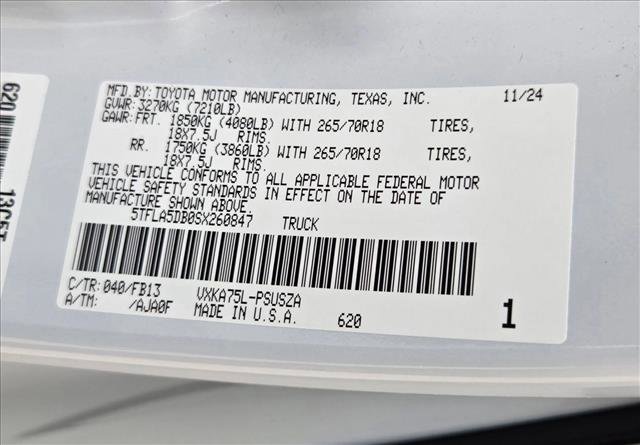 MFD.BY: TOYOTA MOTOR MANUFACTURING, TEXAS, INC. 11/24
GVWR: 3270KG (7210LB)
GAWR: FRT. 1850KG (4080LB) WITH 265/70R18 TIRES,
18X7.5J RIMS,
RR. 1750KG (3860LB) WITH 265/70R18 TIRES,
18X7.5J RIMS.
THIS VEHICLE CONFORMS TO ALL APPLICABLE FEDERAL MOTOR
VEHICLE SAFETY STANDARDS IN EFFECT ON THE DATE OF
MANUFACTURE SHOWN ABOVE.
5TFLA5DB0SX260847 TRUCK
C/TR: 040/FB13 VXKA75L-PSUSZA
A/TM: /AJA0F MADE IN U.S.A. 620 1
620